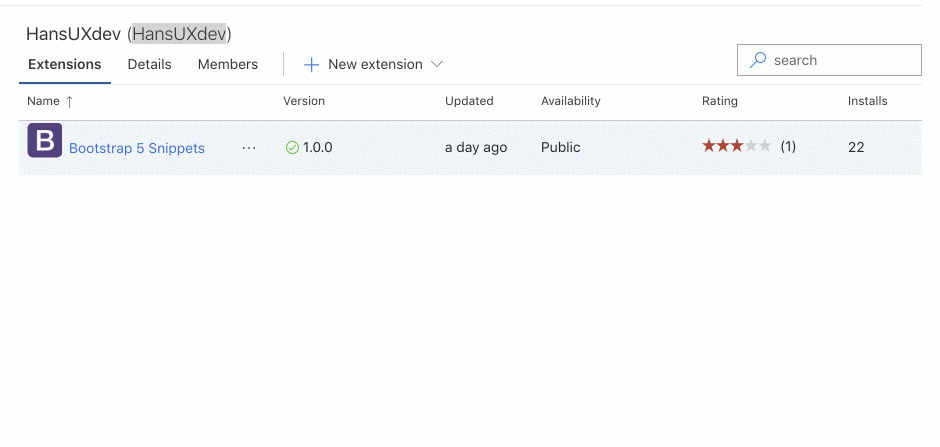 HansUXdev (HansUXdev)
Extensions Details Members New extension search
Name ↑ Version Updated Availability Rating Installs
B Bootstrap 5 Snippets ... 1.0.0 a day ago Public (1) 22